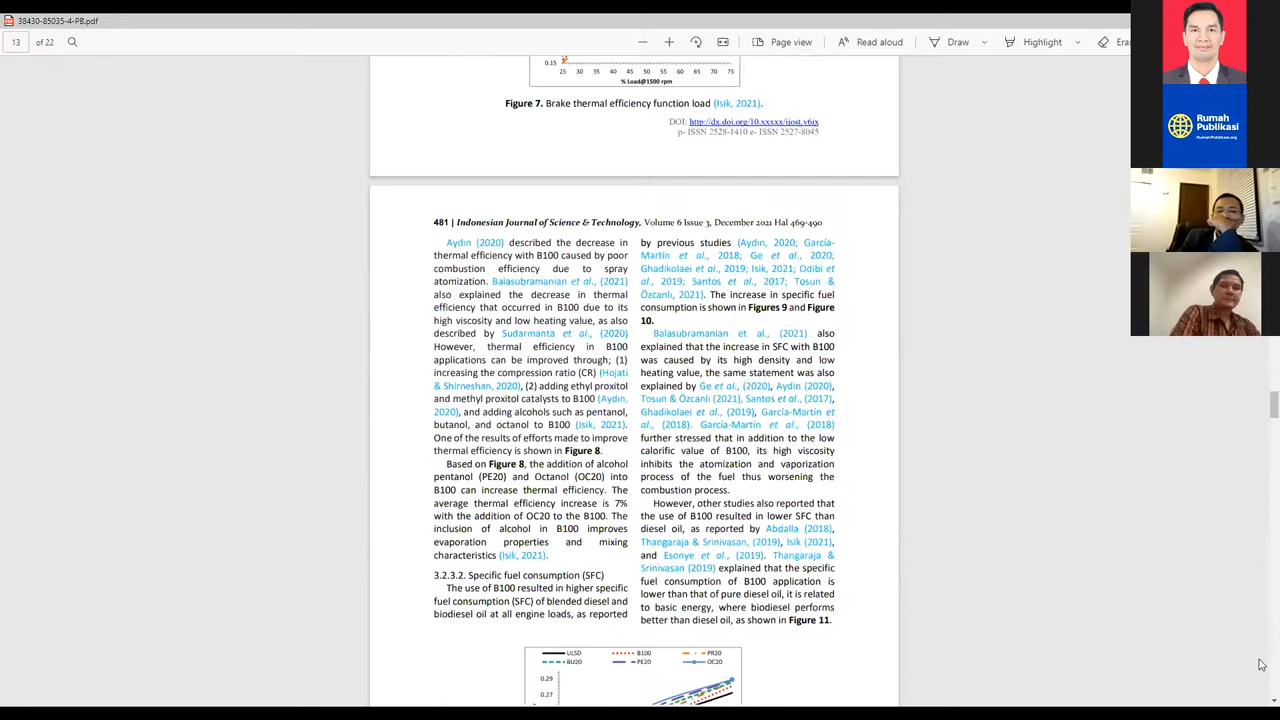 38430-85035-4-PB.pdf
13 of 22
Page view
Read aloud
Draw
Highlight
Eras
0.15
25 30 35 40 45 50 55 60 65 70 75
% Load@1500 rpm
Figure 7. Brake thermal efficiency function load (Isik, 2021).
DOI: http://dx.doi.org/10.xxxxx/ijost.v6ix
p- ISSN 2528-1410 e- ISSN 2527-8045
481 | Indonesian Journal of Science & Technology, Volume 6 Issue 3, December 2021 Hal 469-490
Aydın (2020) described the decrease in
thermal efficiency with B100 caused by poor
combustion efficiency due to spray
atomization. Balasubramanian et al., (2021)
also explained the decrease in thermal
efficiency that occurred in B100 due to its
high viscosity and low heating value, as also
described by Sudarmanta et al., (2020)
However, thermal efficiency in B100
applications can be improved through; (1)
increasing the compression ratio (CR) (Hojati
& Shirneshan, 2020), (2) adding ethyl proxitol
and methyl proxitol catalysts to B100 (Aydın,
2020), and adding alcohols such as pentanol,
butanol, and octanol to B100 (Isik, 2021).
One of the results of efforts made to improve
thermal efficiency is shown in Figure 8.
Based on Figure 8, the addition of alcohol
pentanol (PE20) and Octanol (OC20) into
B100 can increase thermal efficiency. The
average thermal efficiency increase is 7%
with the addition of OC20 to the B100. The
inclusion of alcohol in B100 improves
evaporation properties and mixing
characteristics (Isik, 2021).
3.2.3.2. Specific fuel consumption (SFC)
The use of B100 resulted in higher specific
fuel consumption (SFC) of blended diesel and
biodiesel oil at all engine loads, as reported
by previous studies (Aydın, 2020; García-
Martín et al., 2018; Ge et al., 2020;
Ghadikolaei et al., 2019; Isik, 2021; Odibi et
al., 2019; Santos et al., 2017; Tosun &
Özcanlı, 2021). The increase in specific fuel
consumption is shown in Figures 9 and Figure
10.
Balasubramanian et al., (2021) also
explained that the increase in SFC with B100
was caused by its high density and low
heating value, the same statement was also
explained by Ge et al., (2020), Aydin (2020),
Tosun & Özcanlı (2021), Santos et al., (2017),
Ghadikolaei et al., (2019), García-Martín et
al., (2018). García-Martín et al., (2018)
further stressed that in addition to the low
calorific value of B100, its high viscosity
inhibits the atomization and vaporization
process of the fuel thus worsening the
combustion process.
However, other studies also reported that
the use of B100 resulted in lower SFC than
diesel oil, as reported by Abdalla (2018),
Thangaraja & Srinivasan, (2019), Isik (2021),
and Esonye et al., (2019). Thangaraja &
Srinivasan (2019) explained that the specific
fuel consumption of B100 application is
lower than that of pure diesel oil, it is related
to basic energy, where biodiesel performs
better than diesel oil, as shown in Figure 11.
ULSD B100 PR20
BU20 PE20 OC20
0.29
0.27
Rumah
Publikasi
RumahPublikasi.org